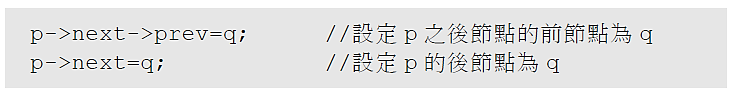 p->next->prev=q; //設定 p 之後節點的前節點為 q
p->next=q; //設定 p 的後節點為 q